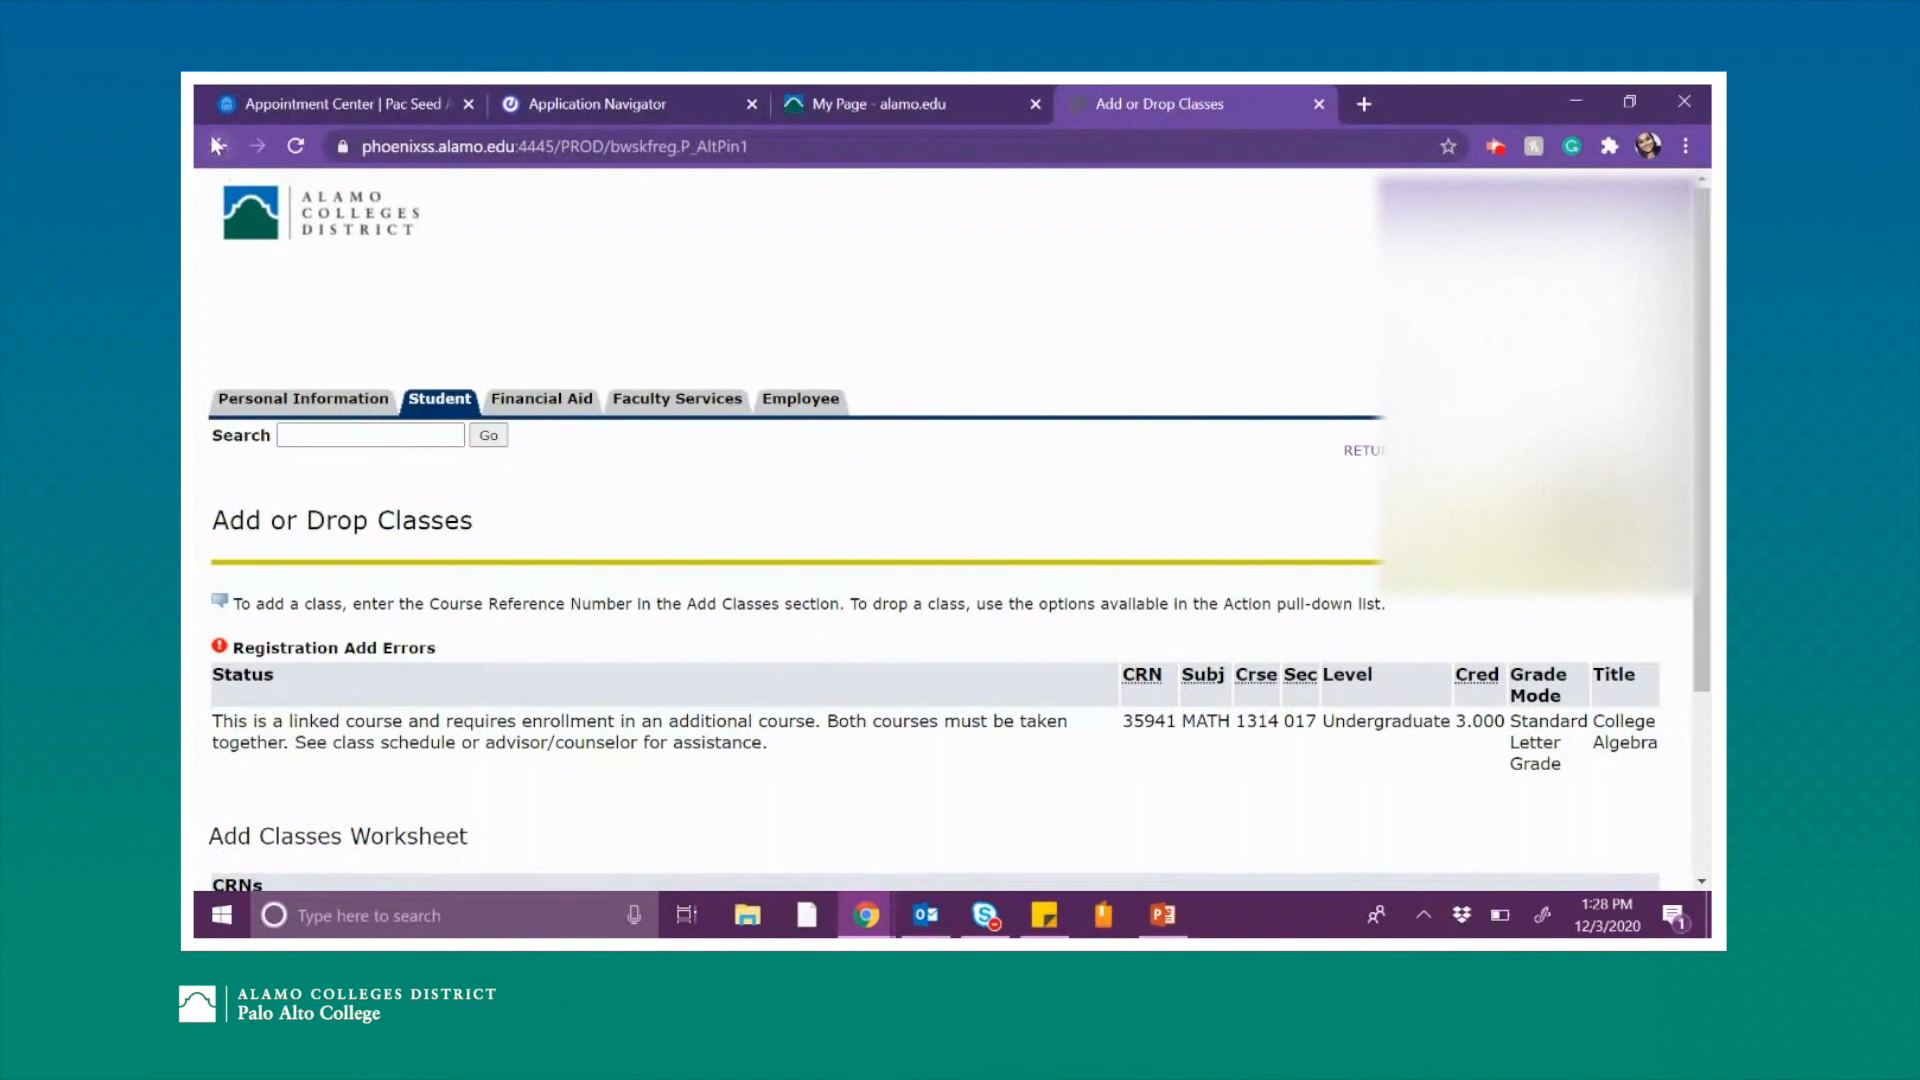 Appointment Center | Pac Seed
Application Navigator
My Page - alamo.edu
Add or Drop Classes
phoenixss.alamo.edu:4445/PROD/bwskfreg.P_AltPin1
ALAMO
COLLEGES
DISTRICT
Personal Information Student Financial Aid Faculty Services Employee
Search Go
Add or Drop Classes
To add a class, enter the Course Reference Number in the Add Classes section. To drop a class, use the options available in the Action pull-down list.
Registration Add Errors
Status CRN Subj Crse Sec Level Cred Grade Title
Mode
This is a linked course and requires enrollment in an additional course. Both courses must be taken 35941 MATH 1314 017 Undergraduate 3.000 Standard College
together. See class schedule or advisor/counselor for assistance. Letter Algebra
Grade
Add Classes Worksheet
CRNs
Type here to search
1:28 PM
12/3/2020
1
ALAMO COLLEGES DISTRICT
Palo Alto College